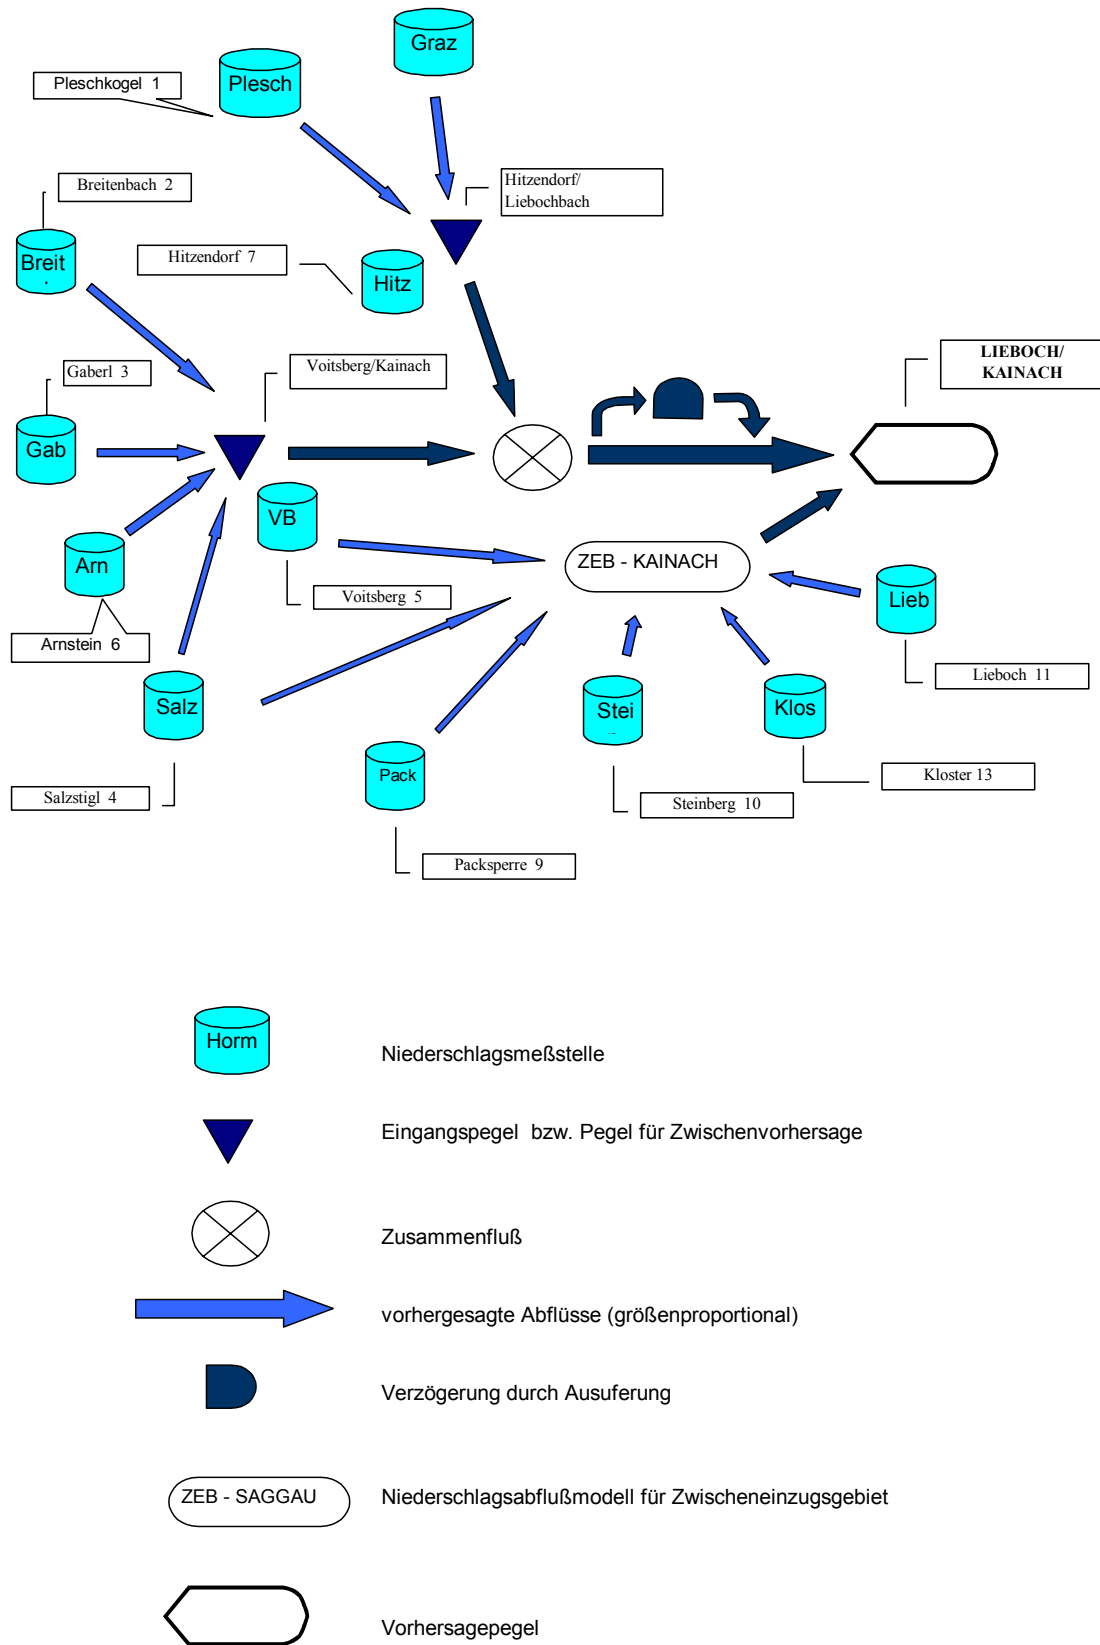 Graz
Plesch
Pleschkogel 1
Breitenbach 2
Hitzendorf/
Liebochbach
Breit
.
Hitzendorf 7
Hitz
Gaberl 3
Voitsberg/Kainach
LIEBOCH/
KAINACH
Gab
VB
Arn
ZEB - KAINACH
Lieb
Voitsberg 5
Arnstein 6
Lieboch 11
Salz
Stei
Klos
Pack
Kloster 13
Salzstigl 4
Steinberg 10
Packsperre 9
Horm
Niederschlagsmeßstelle
Eingangspegel bzw. Pegel für Zwischenvorhersage
Zusammenfluß
vorhergesagte Abflüsse (größenproportional)
Verzögerung durch Ausuferung
ZEB - SAGGAU
Niederschlagsabflußmodell für Zwischeneinzugsgebiet
Vorhersagepegel